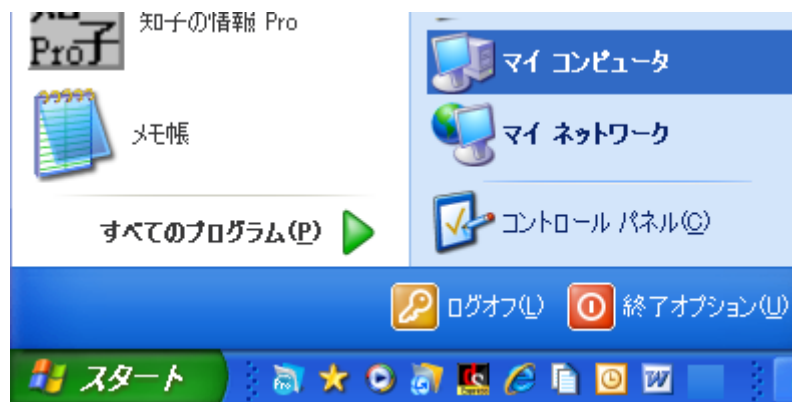 知子の情報 Pro
Pro子
メモ帳
すべてのプログラム(P)
マイ コンピュータ
マイ ネットワーク
コントロール パネル(C)
ログオフ(L)
終了オプション(U)
スタート